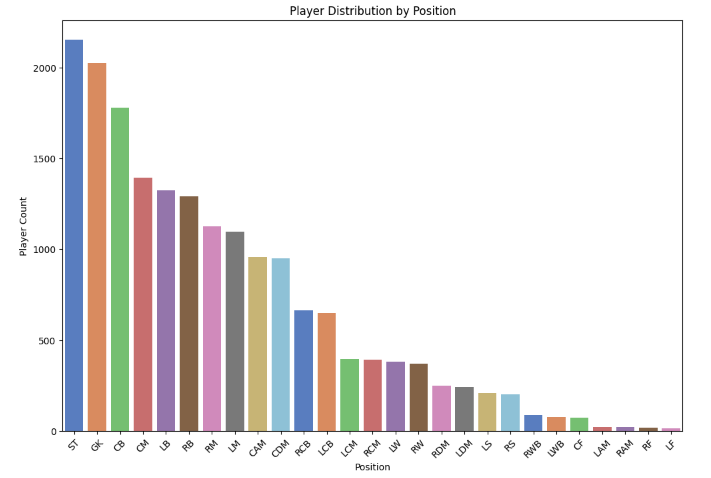 Player Distribution by Position
Player Count
2000
1500
1000
500
0
ST GK CB CM LB RB RM LM CAM CDM RCB LCB LCM RCM LW RW RDM LDM LS RS RWB LWB CF LAM RAM RF LF
Position